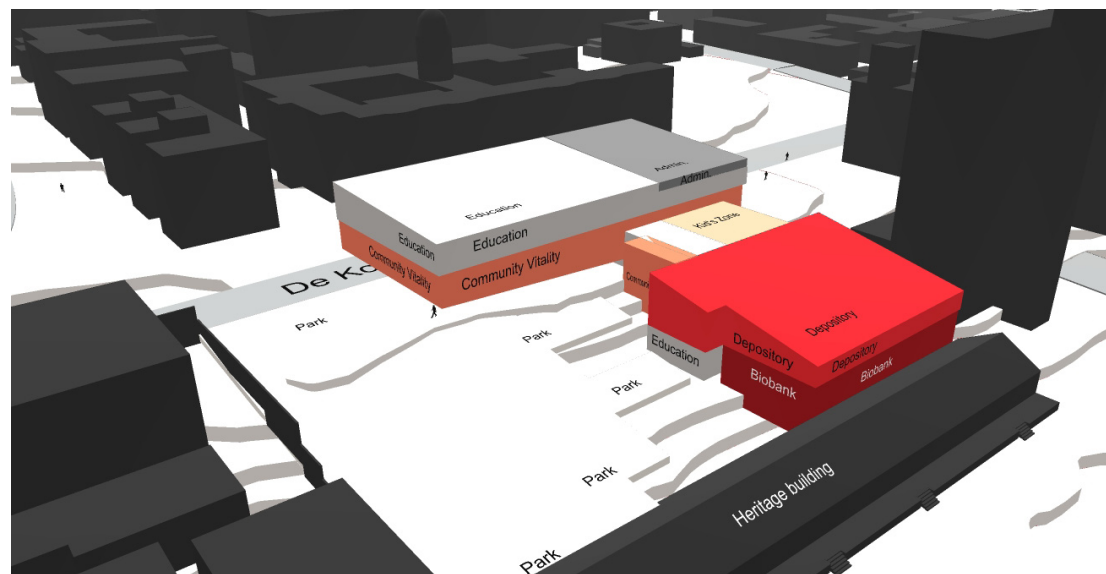 Admin.
Admin.
Education
Education
Education
Community Vitality
Community Vitality
Kid's Zone
De
Park
Park
Park
Park
Park
Depository
Depository
Depository
Education
Biobank
Biobank
Heritage building